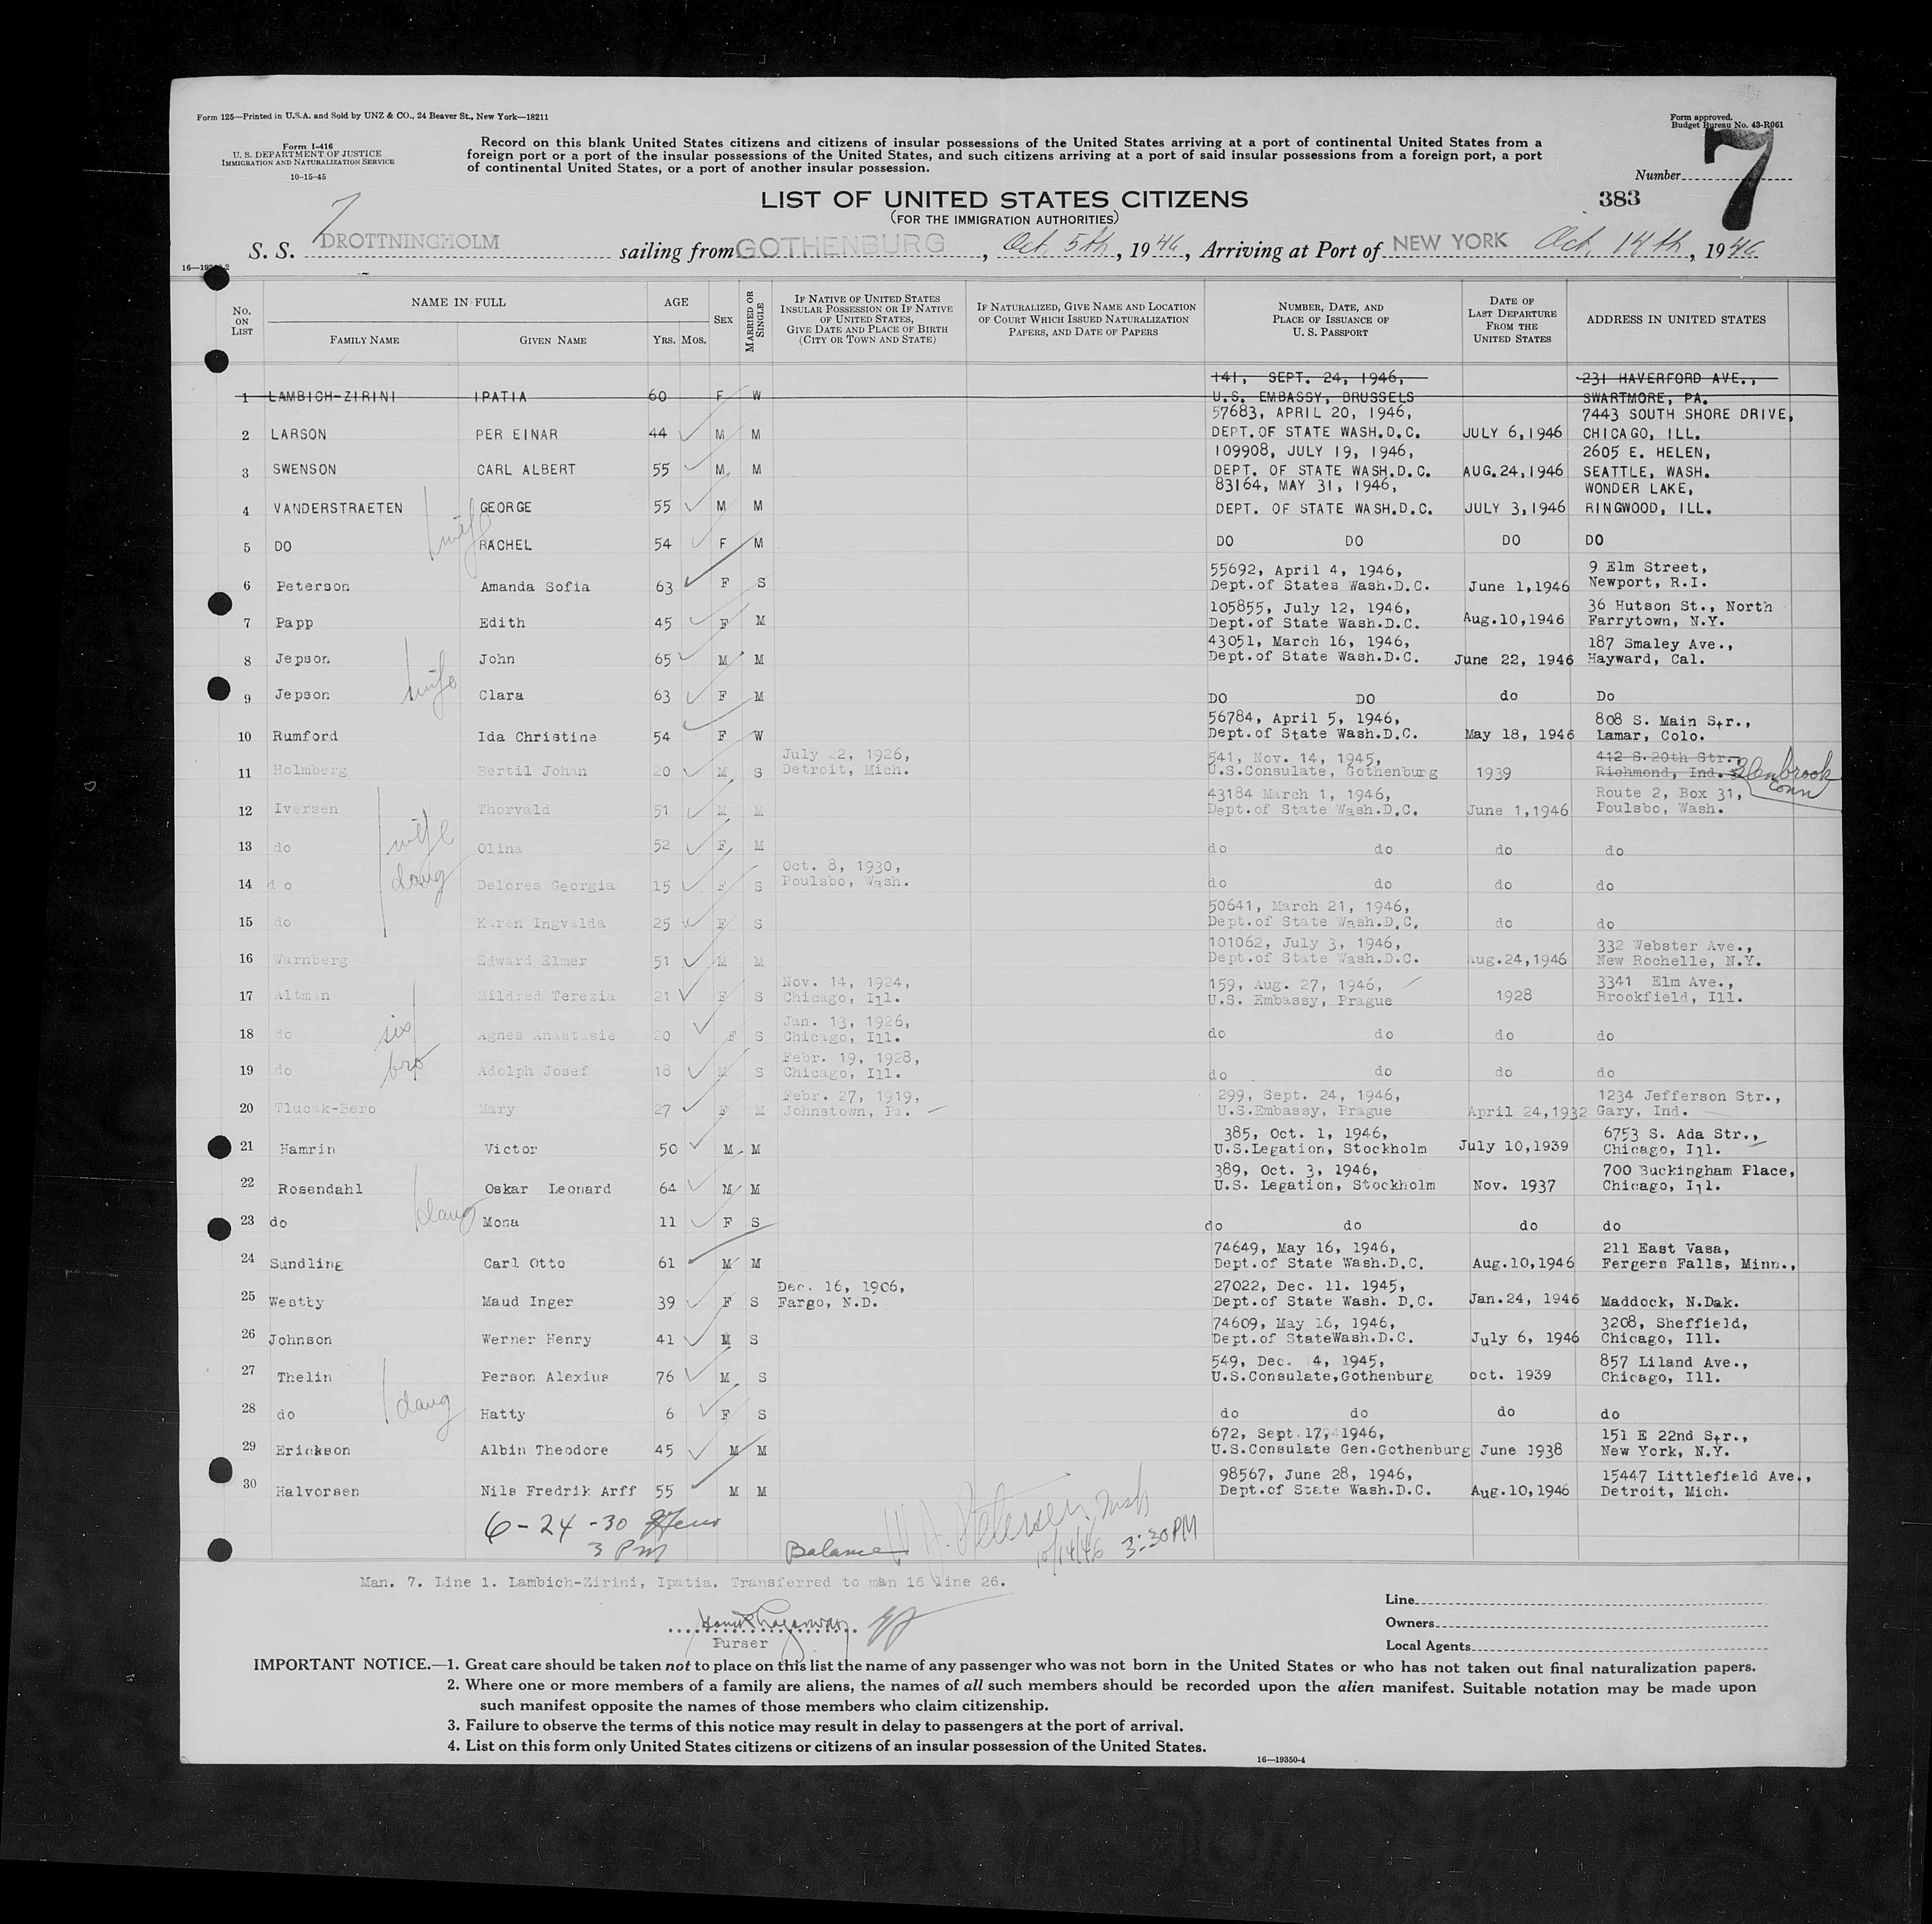 Form 125—Printed in U.S.A. and Sold by UNZ & CO., 24 Beaver St., New York—18211
Form approved.
Budget Bureau No. 43-R061
Form I-416
U. S. DEPARTMENT OF JUSTICE
IMMIGRATION AND NATURALIZATION SERVICE
10-15-45
Record on this blank United States citizens and citizens of insular possessions of the United States arriving at a port of continental United States from a
foreign port or a port of the insular possessions of the United States, and such citizens arriving at a port of said insular possessions from a foreign port, a port
of continental United States, or a port of another insular possession.
Number 7
LIST OF UNITED STATES CITIZENS
(FOR THE IMMIGRATION AUTHORITIES)
383
7
S. S. DROTTNINGHOLM sailing from GOTHENBURG, Oct. 5th, 1946, Arriving at Port of NEW YORK Oct. 14th, 1946
No. ON LIST
NAME IN FULL
FAMILY NAME
GIVEN NAME
AGE
YRS. MOS.
SEX
MARRIED OR SINGLE
IF NATIVE OF UNITED STATES
INSULAR POSSESSION OR IF NATIVE
OF UNITED STATES,
GIVE DATE AND PLACE OF BIRTH
(CITY OR TOWN AND STATE)
IF NATURALIZED, GIVE NAME AND LOCATION
OF COURT WHICH ISSUED NATURALIZATION
PAPERS, AND DATE OF PAPERS
NUMBER, DATE, AND
PLACE OF ISSUANCE OF
U. S. PASSPORT
DATE OF
LAST DEPARTURE
FROM THE
UNITED STATES
ADDRESS IN UNITED STATES
141, SEPT. 24, 1946, 231 HAVERFORD AVE.,
1 LAMBICH-ZIRINI IPATIA 60 F W U.S. EMBASSY, BRUSSELS SWARTMORE, PA.
57683, APRIL 20, 1946, 7443 SOUTH SHORE DRIVE,
2 LARSON PER EINAR 44 M M DEPT.OF STATE WASH.D.C. JULY 6,1946 CHICAGO, ILL.
109908, JULY 19, 1946, 2605 E. HELEN,
3 SWENSON CARL ALBERT 55 M M DEPT. OF STATE WASH.D.C. AUG.24,1946 SEATTLE, WASH.
83164, MAY 31, 1946, WONDER LAKE,
4 VANDERSTRAETEN GEORGE 55 M M DEPT. OF STATE WASH.D.C. JULY 3,1946 RINGWOOD, ILL.
5 DO wife RACHEL 54 F M DO DO DO DO
55692, April 4, 1946, 9 Elm Street,
6 Peterson Amanda Sofia 63 F S Dept.of States Wash.D.C. June 1,1946 Newport, R.I.
105855, July 12, 1946, 36 Hutson St., North
7 Papp Edith 45 F M Dept.of State Wash.D.C. Aug.10,1946 Farrytown, N.Y.
43051, March 16, 1946, 187 Smaley Ave.,
8 Jepson John 65 M M Dept.of State Wash.D.C. June 22, 1946 Hayward, Cal.
9 Jepson wife Clara 63 F M DO DO do Do
56784, April 5, 1946, 808 S. Main Str.,
10 Rumford Ida Christine 54 F W Dept.of State Wash.D.C. May 18, 1946 Lamar, Colo.
July 22, 1926, 541, Nov. 14, 1945, 412 S.20th Str.,
11 Holmberg Bertil Johan 20 M S Detroit, Mich. U.S.Consulate, Gothenburg 1939 Richmond, Ind. Glenbrook Conn
43184 March 1, 1946, Route 2, Box 31,
12 Iversen Thorvald 51 M M Dept.of State Wash.D.C. June 1,1946 Poulsbo, Wash.
13 do wife Olina 52 F M do do do do
Oct. 8, 1930,
14 do daug Delores Georgia 15 F S Poulsbo, Wash. do do do do
50641, March 21, 1946,
15 do Karen Ingvalda 25 F S Dept.of State Wash.D.C. do do
101062, July 3, 1946, 332 Webster Ave.,
16 Warnberg Edward Elmer 51 M M Dept.of State Wash.D.C. Aug.24,1946 New Rochelle, N.Y.
Nov. 14, 1924, 159, Aug. 27, 1946, 3341 Elm Ave.,
17 Altman Mildred Terezia 21 F S Chicago, Ill. U.S. Embassy, Prague 1928 Brookfield, Ill.
Jan. 13, 1926,
18 do sis Agnes Anastasie 20 F S Chicago, Ill. do do do do
Febr. 19, 1928,
19 do bro Adolph Josef 18 M S Chicago, Ill. do do do do
Febr. 27, 1919, 299, Sept. 24, 1946, 1234 Jefferson Str.,
20 Tlucak-Bero Mary 27 F M Johnstown, Pa. U.S.Embassy, Prague April 24,1932 Gary, Ind.
385, Oct. 1, 1946, 6753 S. Ada Str.,
21 Hamrin Victor 50 M M U.S.Legation, Stockholm July 10,1939 Chicago, Ill.
389, Oct. 3, 1946, 700 Buckingham Place,
22 Rosendahl Oskar Leonard 64 M M U.S. Legation, Stockholm Nov. 1937 Chicago, Ill.
23 do daug Mona 11 F S do do do do
74649, May 16, 1946, 211 East Vasa,
24 Sundling Carl Otto 61 M M Dept.of State Wash.D.C. Aug.10,1946 Fergers Falls, Minn.,
Dec. 16, 1906, 27022, Dec. 11. 1945,
25 Westby Maud Inger 39 F S Fargo, N.D. Dept.of State Wash. D.C. Jan.24, 1946 Maddock, N.Dak.
74609, May 16, 1946, 3208, Sheffield,
26 Johnson Werner Henry 41 M S Dept.of StateWash.D.C. July 6, 1946 Chicago, Ill.
549, Dec. 4, 1945, 857 Liland Ave.,
27 Thelin Person Alexius 76 M S U.S.Consulate,Gothenburg oct. 1939 Chicago, Ill.
28 do daug Hatty 6 F S do do do do
672, Sept.17, 1946, 151 E 22nd Str.,
29 Erickson Albin Theodore 45 M M U.S.Consulate Gen.Gothenburg June 1938 New York, N.Y.
98567, June 28, 1946, 15447 Littlefield Ave.,
30 Halvorsen Nils Fredrik Arff 55 M M Dept.of State Wash.D.C. Aug.10,1946 Detroit, Mich.
6-24-30
3 PM
Balance W J. Petersen, Insp
10/14/46 3:30PM
Man. 7. Line 1. Lambich-Zirini, Ipatia. Transferred to man 16 line 26.
Purser
Line
Owners
Local Agents
IMPORTANT NOTICE.—1. Great care should be taken not to place on this list the name of any passenger who was not born in the United States or who has not taken out final naturalization papers.
2. Where one or more members of a family are aliens, the names of all such members should be recorded upon the alien manifest. Suitable notation may be made upon
such manifest opposite the names of those members who claim citizenship.
3. Failure to observe the terms of this notice may result in delay to passengers at the port of arrival.
4. List on this form only United States citizens or citizens of an insular possession of the United States.
16—19350-4